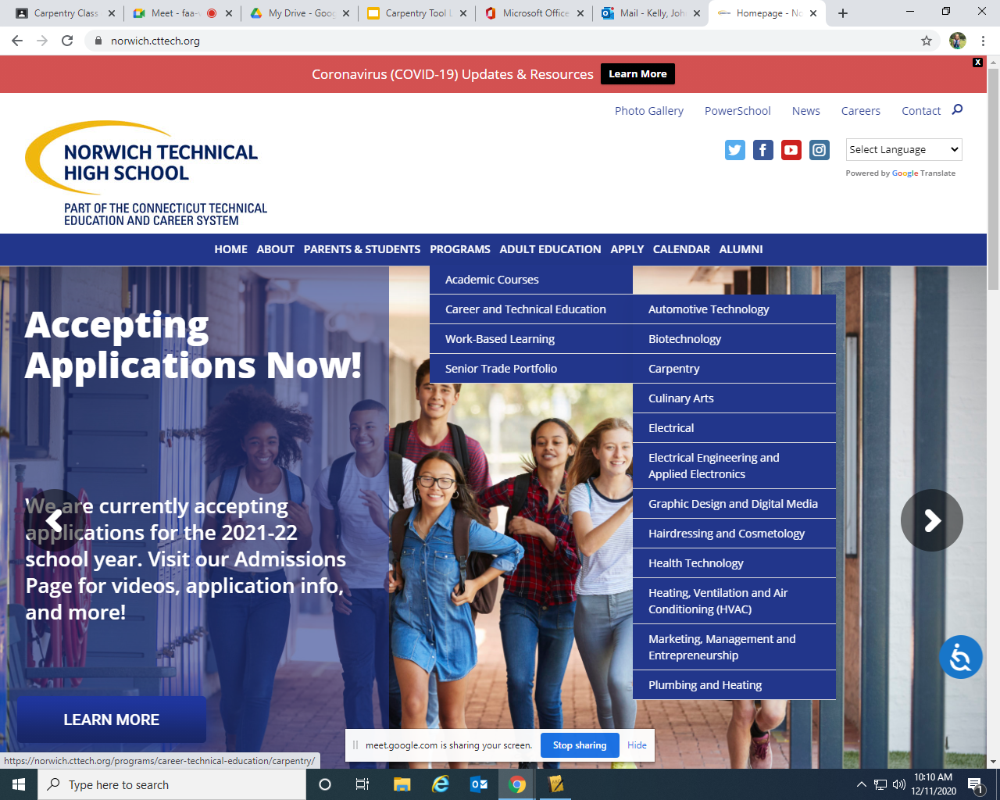 Carpentry Class
Meet - faa-
My Drive - Goog
Carpentry Tool L
Microsoft Office
Mail - Kelly, Joh
Homepage - No
norwich.cttech.org
Coronavirus (COVID-19) Updates & Resources Learn More
X
Photo Gallery PowerSchool News Careers Contact
NORWICH TECHNICAL
HIGH SCHOOL
PART OF THE CONNECTICUT TECHNICAL
EDUCATION AND CAREER SYSTEM
Select Language
Powered by Google Translate
HOME ABOUT PARENTS & STUDENTS PROGRAMS ADULT EDUCATION APPLY CALENDAR ALUMNI
Academic Courses
Career and Technical Education
Work-Based Learning
Senior Trade Portfolio
Automotive Technology
Biotechnology
Carpentry
Culinary Arts
Electrical
Electrical Engineering and
Applied Electronics
Graphic Design and Digital Media
Hairdressing and Cosmetology
Health Technology
Heating, Ventilation and Air
Conditioning (HVAC)
Marketing, Management and
Entrepreneurship
Plumbing and Heating
Accepting
Applications Now!
We are currently accepting
applications for the 2021-22
school year. Visit our Admissions
Page for videos, application info,
and more!
LEARN MORE
meet.google.com is sharing your screen. Stop sharing Hide
https://norwich.cttech.org/programs/career-technical-education/carpentry/
Type here to search
10:10 AM
12/11/2020
1